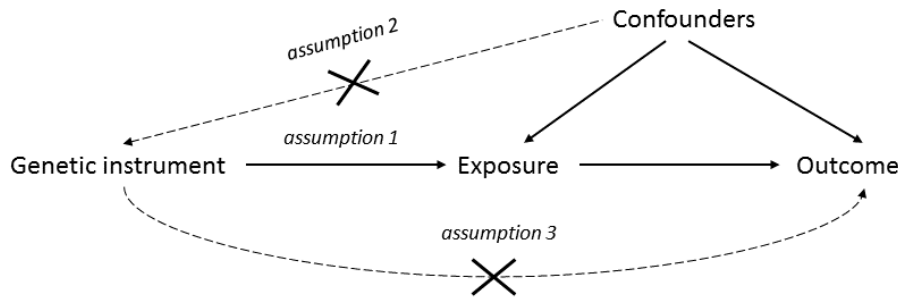 Confounders
assumption 2
assumption 1
Genetic instrument Exposure Outcome
assumption 3